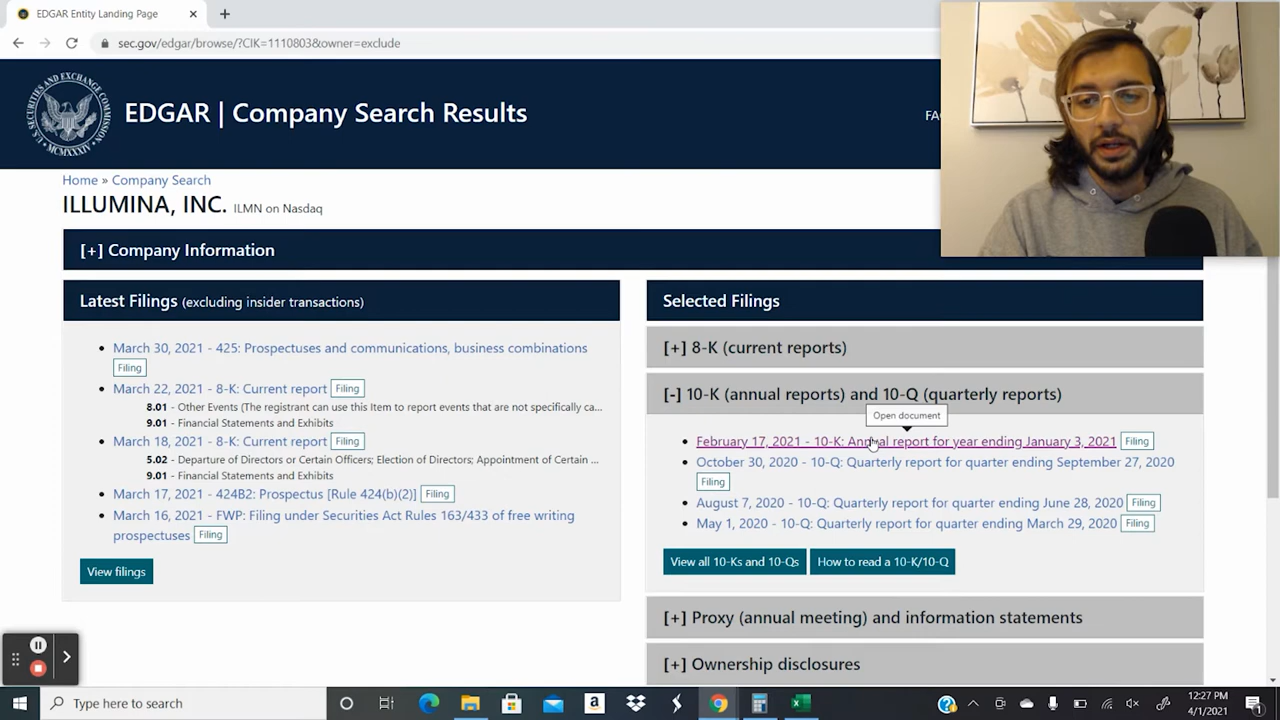 EDGAR Entity Landing Page
sec.gov/edgar/browse/?CIK=1110803&owner=exclude
EDGAR | Company Search Results
Home » Company Search
ILLUMINA, INC. ILMN on Nasdaq
[+] Company Information
Latest Filings (excluding insider transactions)
March 30, 2021 - 425: Prospectuses and communications, business combinations
Filing
March 22, 2021 - 8-K: Current report Filing
8.01 - Other Events (The registrant can use this Item to report events that are not specifically ca...
9.01 - Financial Statements and Exhibits
March 18, 2021 - 8-K: Current report Filing
5.02 - Departure of Directors or Certain Officers; Election of Directors; Appointment of Certain ...
9.01 - Financial Statements and Exhibits
March 17, 2021 - 424B2: Prospectus [Rule 424(b)(2)] Filing
March 16, 2021 - FWP: Filing under Securities Act Rules 163/433 of free writing
prospectuses Filing
View filings
Selected Filings
[+] 8-K (current reports)
[-] 10-K (annual reports) and 10-Q (quarterly reports)
Open document
February 17, 2021 - 10-K: Annual report for year ending January 3, 2021 Filing
October 30, 2020 - 10-Q: Quarterly report for quarter ending September 27, 2020
Filing
August 7, 2020 - 10-Q: Quarterly report for quarter ending June 28, 2020 Filing
May 1, 2020 - 10-Q: Quarterly report for quarter ending March 29, 2020 Filing
View all 10-Ks and 10-Qs How to read a 10-K/10-Q
[+] Proxy (annual meeting) and information statements
[+] Ownership disclosures
Type here to search
12:27 PM
4/1/2021